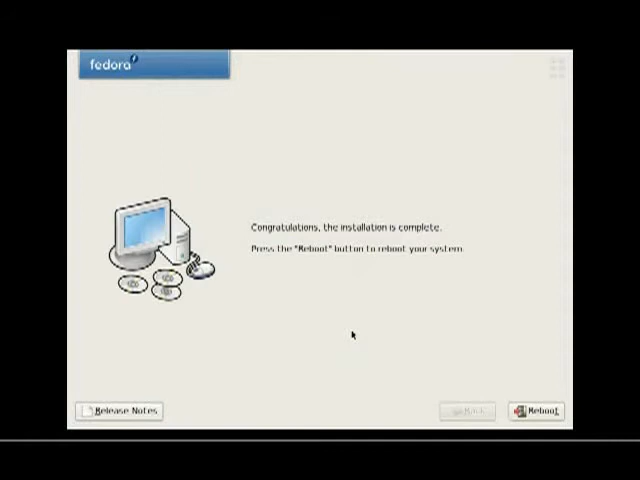 fedora
Congratulations, the installation is complete.
Press the "Reboot" button to reboot your system.
Release Notes
Back
Reboot